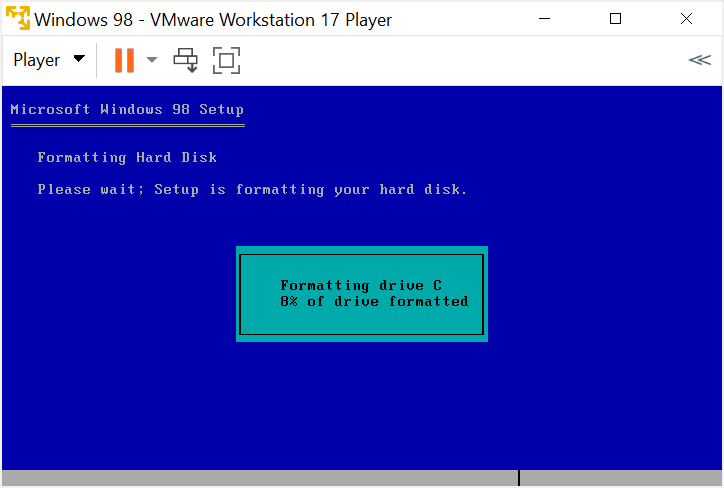 Windows 98 - VMware Workstation 17 Player
Player
Microsoft Windows 98 Setup
Formatting Hard Disk
Please wait; Setup is formatting your hard disk.
Formatting drive C
8% of drive formatted